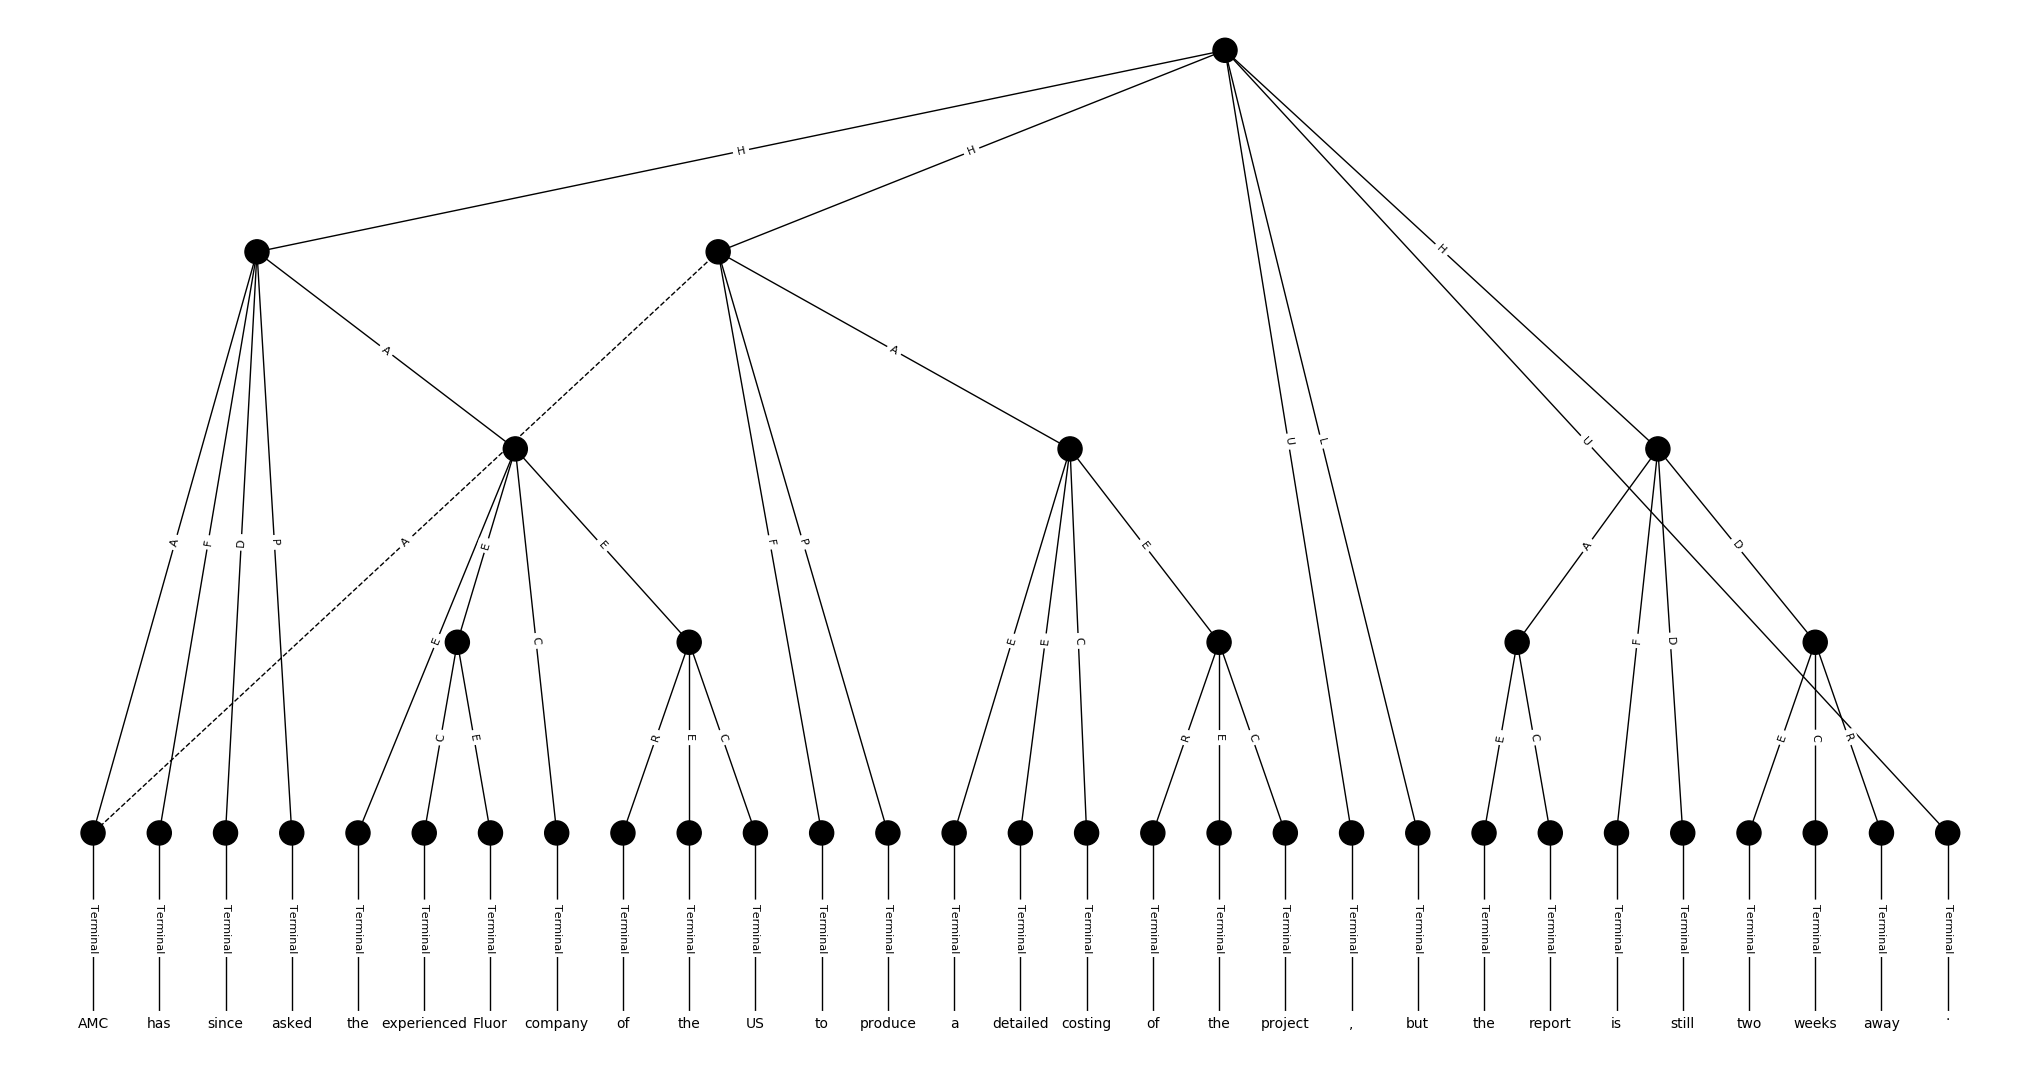 H H
H
A A
A F D P A F P U L U
E E A D
E C E E C E F D
C E R E C R E C E C E C R
Terminal Terminal Terminal Terminal Terminal Terminal Terminal Terminal Terminal Terminal Terminal Terminal Terminal Terminal Terminal Terminal Terminal Terminal Terminal Terminal Terminal Terminal Terminal Terminal Terminal Terminal Terminal Terminal Terminal
AMC has since asked the experienced Fluor company of the US to produce a detailed costing of the project , but the report is still two weeks away .